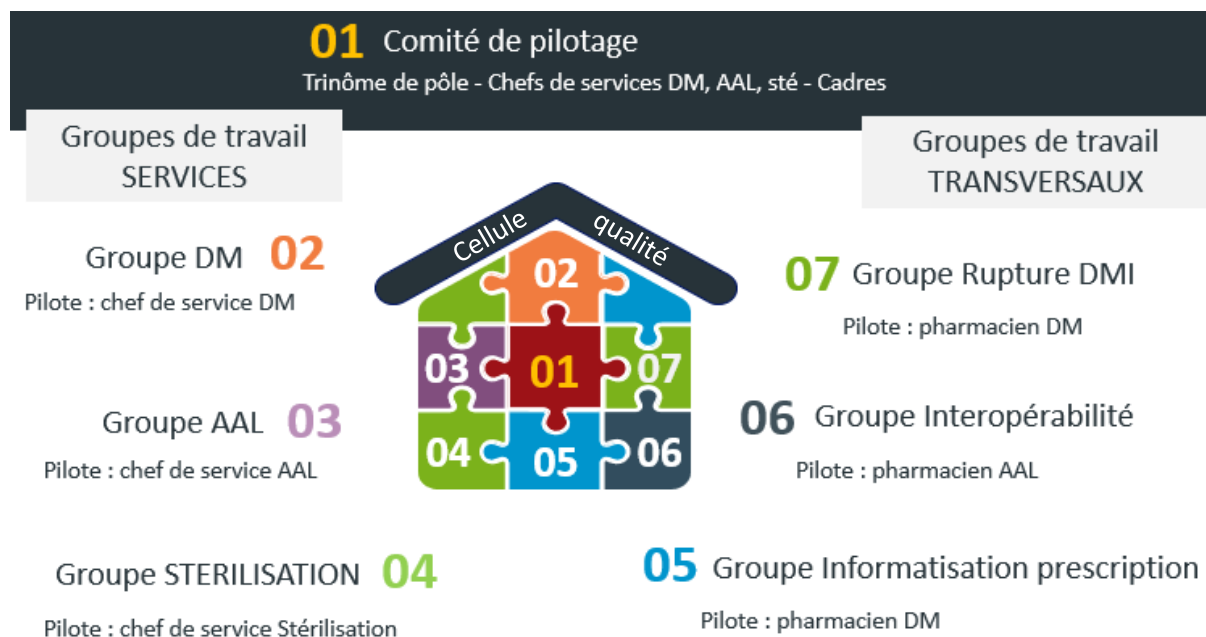 01 Comité de pilotage
Trinôme de pôle - Chefs de services DM, AAL, sté - Cadres
Groupes de travail
SERVICES
Groupe DM 02
Pilote : chef de service DM
Groupe AAL 03
Pilote : chef de service AAL
Groupe STERILISATION 04
Pilote : chef de service Stérilisation
Cellule qualité
02
03 01 07
04 05 06
Groupes de travail
TRANSVERSAUX
07 Groupe Rupture DMI
Pilote : pharmacien DM
06 Groupe Interopérabilité
Pilote : pharmacien AAL
05 Groupe Informatisation prescription
Pilote : pharmacien DM